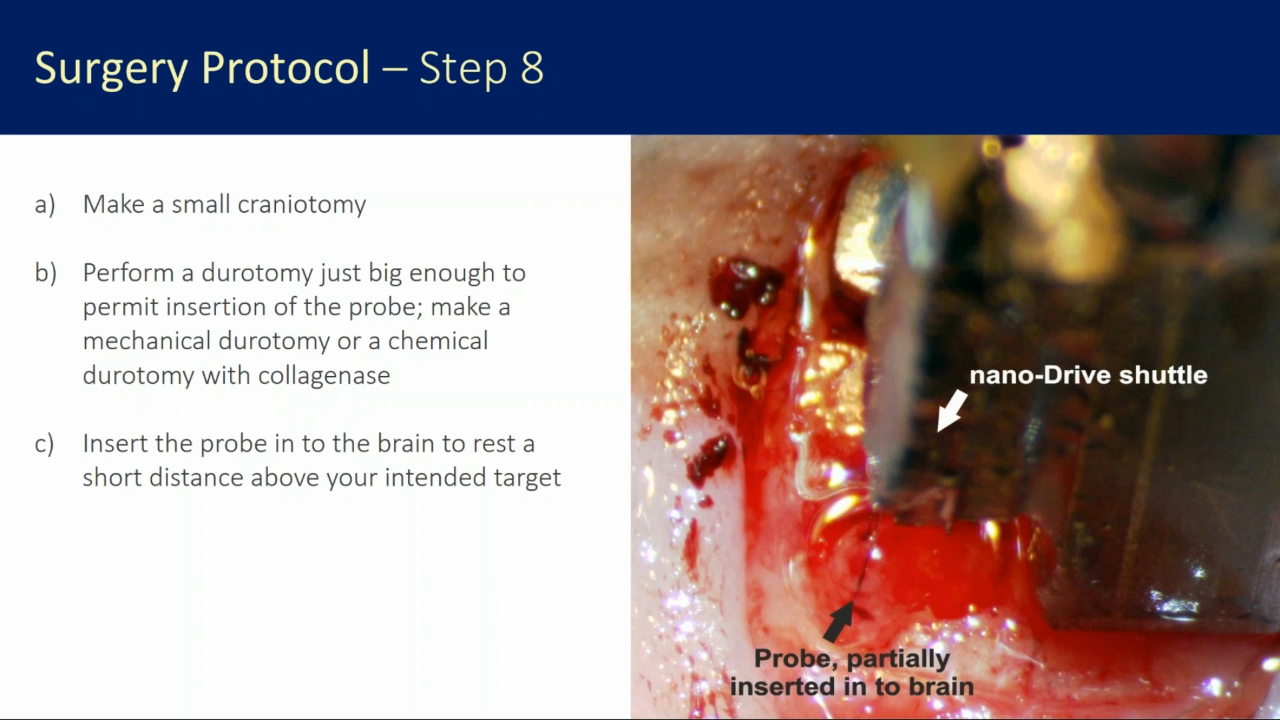 Surgery Protocol – Step 8
a) Make a small craniotomy
b) Perform a durotomy just big enough to
permit insertion of the probe; make a
mechanical durotomy or a chemical
durotomy with collagenase
c) Insert the probe in to the brain to rest a
short distance above your intended target
nano-Drive shuttle
Probe, partially
inserted in to brain